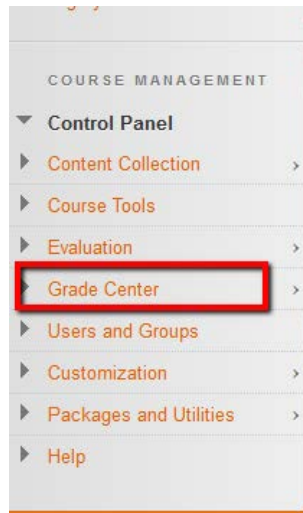 COURSE MANAGEMENT
Control Panel
Content Collection
Course Tools
Evaluation
Grade Center
Users and Groups
Customization
Packages and Utilities
Help